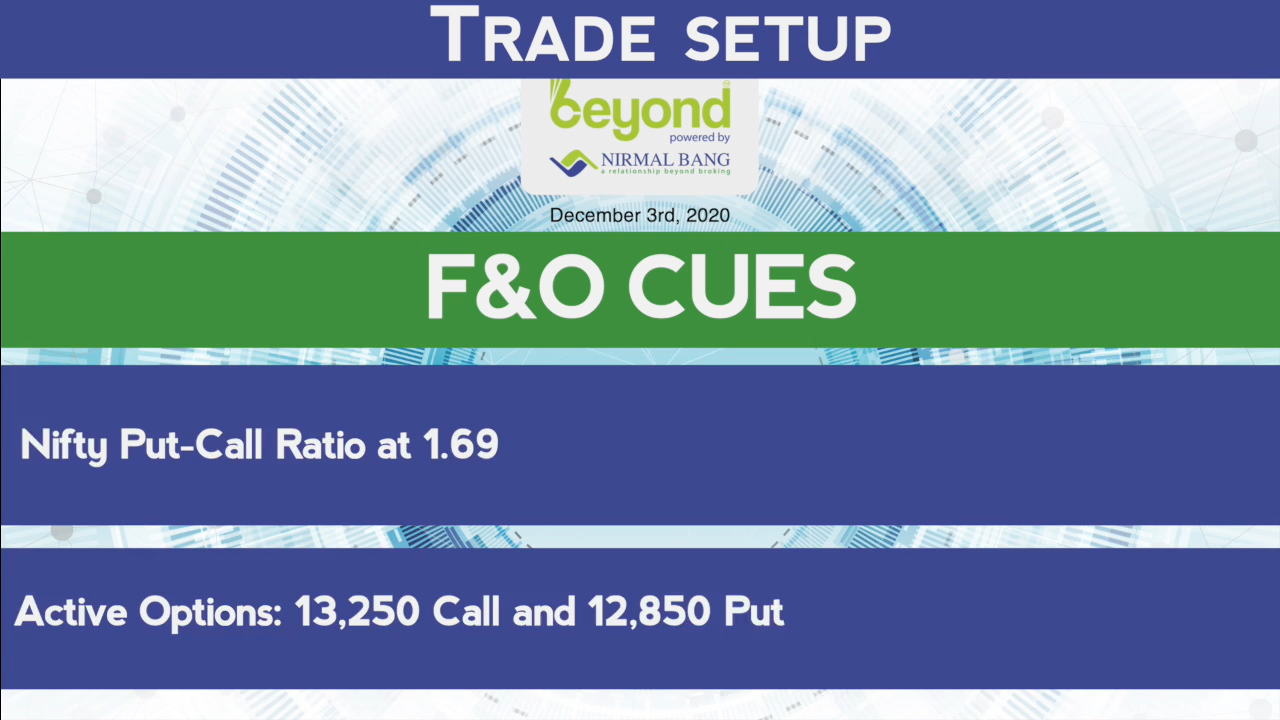 TRADE SETUP
beyond
powered by
NIRMAL BANG
a relationship beyond broking
December 3rd, 2020
F&O CUES
Nifty Put-Call Ratio at 1.69
Active Options: 13,250 Call and 12,850 Put